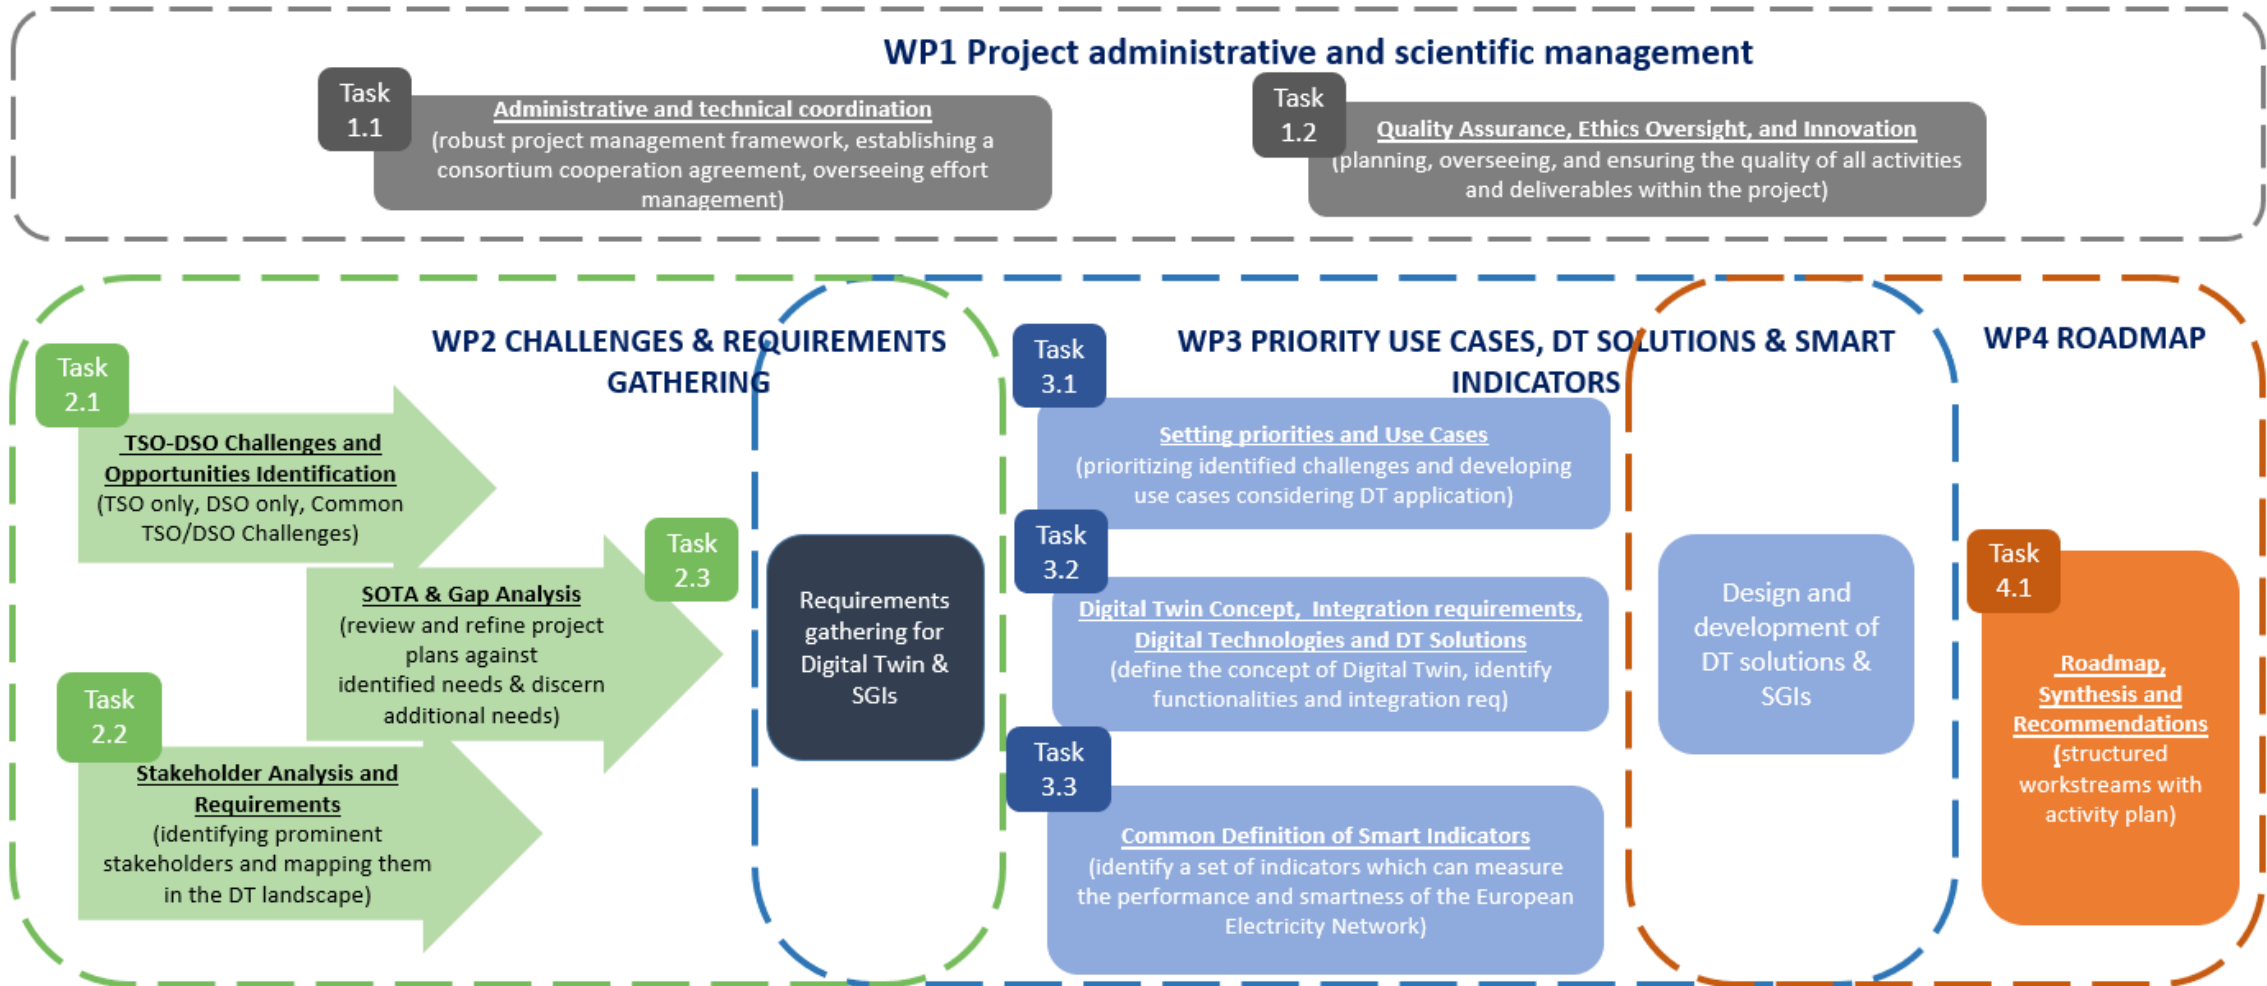 WP1 Project administrative and scientific management
Task
1.1
Administrative and technical coordination
(robust project management framework, establishing a
consortium cooperation agreement, overseeing effort
management)
Task
1.2
Quality Assurance, Ethics Oversight, and Innovation
(planning, overseeing, and ensuring the quality of all activities
and deliverables within the project)
WP2 CHALLENGES & REQUIREMENTS
GATHERING
Task
2.1
TSO-DSO Challenges and
Opportunities Identification
(TSO only, DSO only, Common
TSO/DSO Challenges)
Task
2.3
SOTA & Gap Analysis
(review and refine project
plans against
identified needs & discern
additional needs)
Task
2.2
Stakeholder Analysis and
Requirements
(identifying prominent
stakeholders and mapping them
in the DT landscape)
Requirements
gathering for
Digital Twin &
SGIs
WP3 PRIORITY USE CASES, DT SOLUTIONS & SMART
INDICATORS
Task
3.1
Setting priorities and Use Cases
(prioritizing identified challenges and developing
use cases considering DT application)
Task
3.2
Digital Twin Concept, Integration requirements,
Digital Technologies and DT Solutions
(define the concept of Digital Twin, identify
functionalities and integration req)
Task
3.3
Common Definition of Smart Indicators
(identify a set of indicators which can measure
the performance and smartness of the European
Electricity Network)
Design and
development of
DT solutions &
SGIs
WP4 ROADMAP
Task
4.1
Roadmap,
Synthesis and
Recommendations
(structured
workstreams with
activity plan)